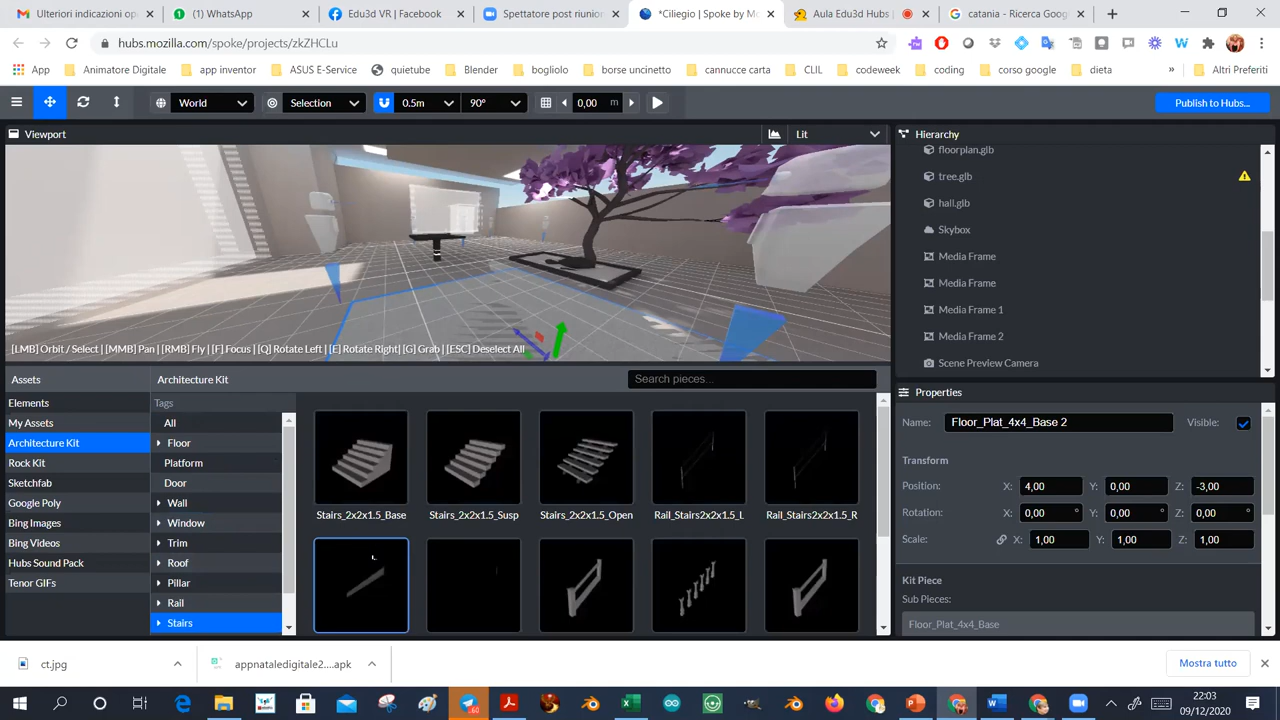 Ulteriori indicazioni op
(1) WhatsApp
Edu3d VR | Facebook
Spettatore post riunion
*Ciliegio | Spoke by Mo
Aula Edu3d Hubs |
catania - Ricerca Googl
hubs.mozilla.com/spoke/projects/zkZHCLu
App
Animatore Digitale
app inventor
ASUS E-Service
quietube
Blender
bogliolo
borse uncinetto
cannucce carta
CLIL
codeweek
coding
corso google
dieta
»
Altri Preferiti
World
Selection
0.5m
90°
0,00 m
Publish to Hubs...
Viewport
Lit
[LMB] Orbit / Select | [MMB] Pan | [RMB] Fly | [F] Focus | [Q] Rotate Left | [E] Rotate Right| [G] Grab | [ESC] Deselect All
Hierarchy
floorplan.glb
tree.glb
hall.glb
Skybox
Media Frame
Media Frame
Media Frame 1
Media Frame 2
Scene Preview Camera
Assets
Elements
My Assets
Architecture Kit
Rock Kit
Sketchfab
Google Poly
Bing Images
Bing Videos
Hubs Sound Pack
Tenor GIFs
Architecture Kit
Search pieces...
Tags
All
Floor
Platform
Door
Wall
Window
Trim
Roof
Pillar
Rail
Stairs
Stairs_2x2x1.5_Base
Stairs_2x2x1.5_Susp
Stairs_2x2x1.5_Open
Rail_Stairs2x2x1.5_L
Rail_Stairs2x2x1.5_R
Properties
Name: Floor_Plat_4x4_Base 2 Visible:
Transform
Position: X: 4,00 Y: 0,00 Z: -3,00
Rotation: X: 0,00 ° Y: 0,00 ° Z: 0,00 °
Scale: X: 1,00 Y: 1,00 Z: 1,00
Kit Piece
Sub Pieces:
Floor_Plat_4x4_Base
ct.jpg
appnataledigitale2....apk
Mostra tutto
22:03
09/12/2020